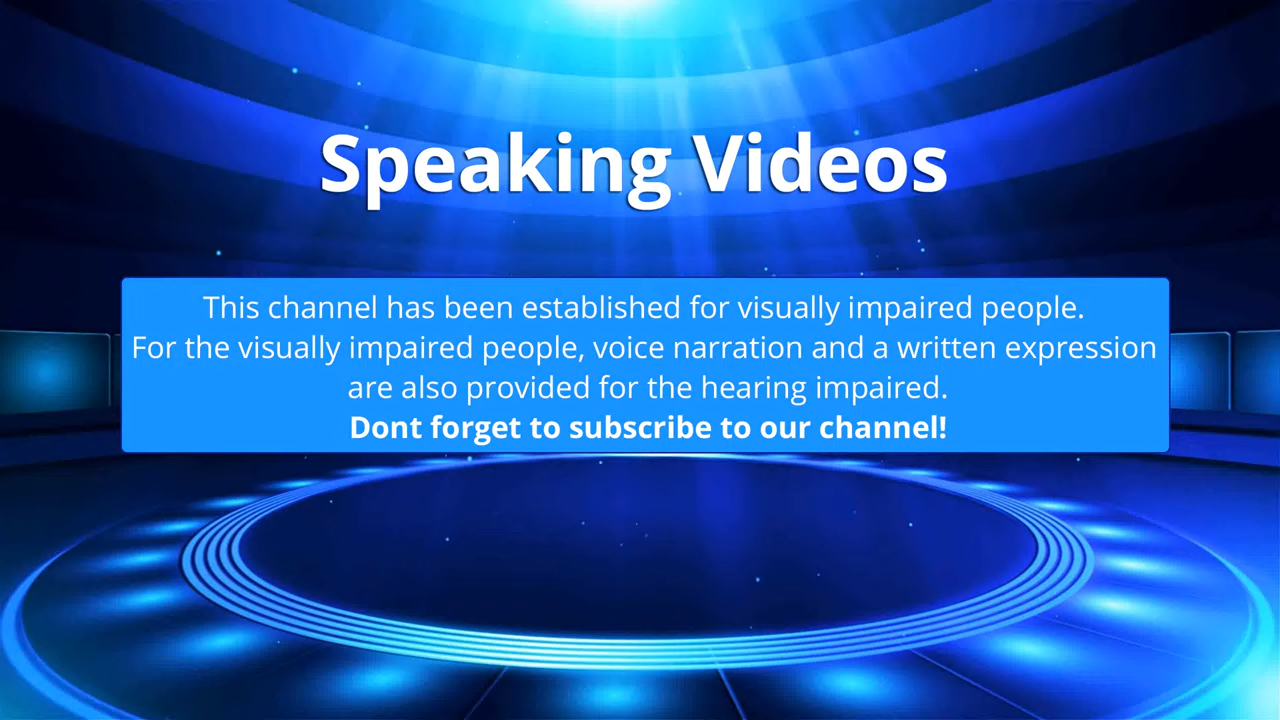 Speaking Videos
This channel has been established for visually impaired people.
For the visually impaired people, voice narration and a written expression
are also provided for the hearing impaired.
Dont forget to subscribe to our channel!